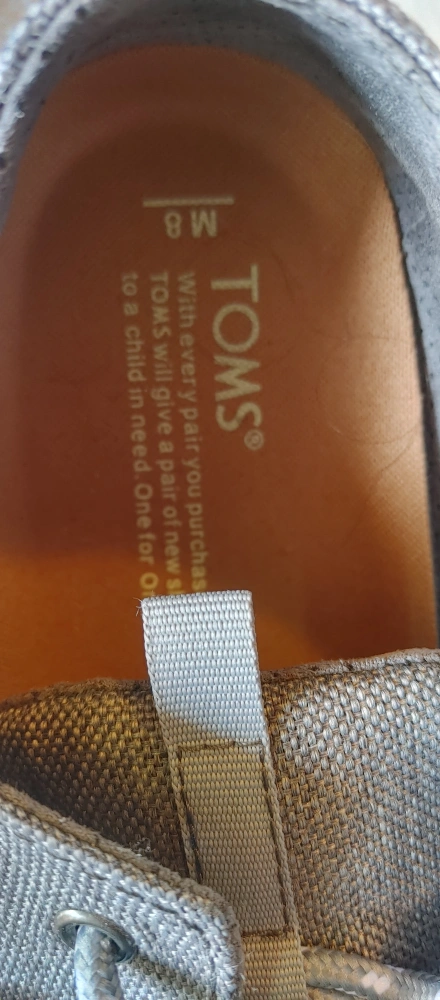 M 8
TOMS®
With every pair you purchas
TOMS will give a pair of new s
to a child in need. One for O